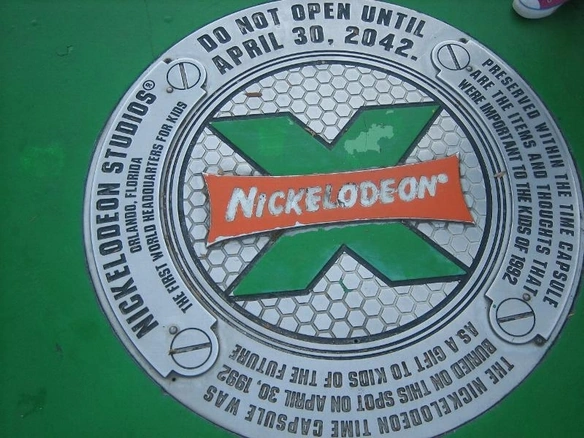 DO NOT OPEN UNTIL
APRIL 30, 2042.
PRESERVED WITHIN THE TIME CAPSULE
ARE THE ITEMS AND THOUGHTS THAT
WERE IMPORTANT TO THE KIDS OF 1992
THE NICKELODEON TIME CAPSULE WAS
BURIED ON THIS SPOT ON APRIL 30, 1992
AS A GIFT TO KIDS OF THE FUTURE
NICKELODEON STUDIOS®
ORLANDO, FLORIDA
THE FIRST WORLD HEADQUARTERS FOR KIDS
NICKELODEON®